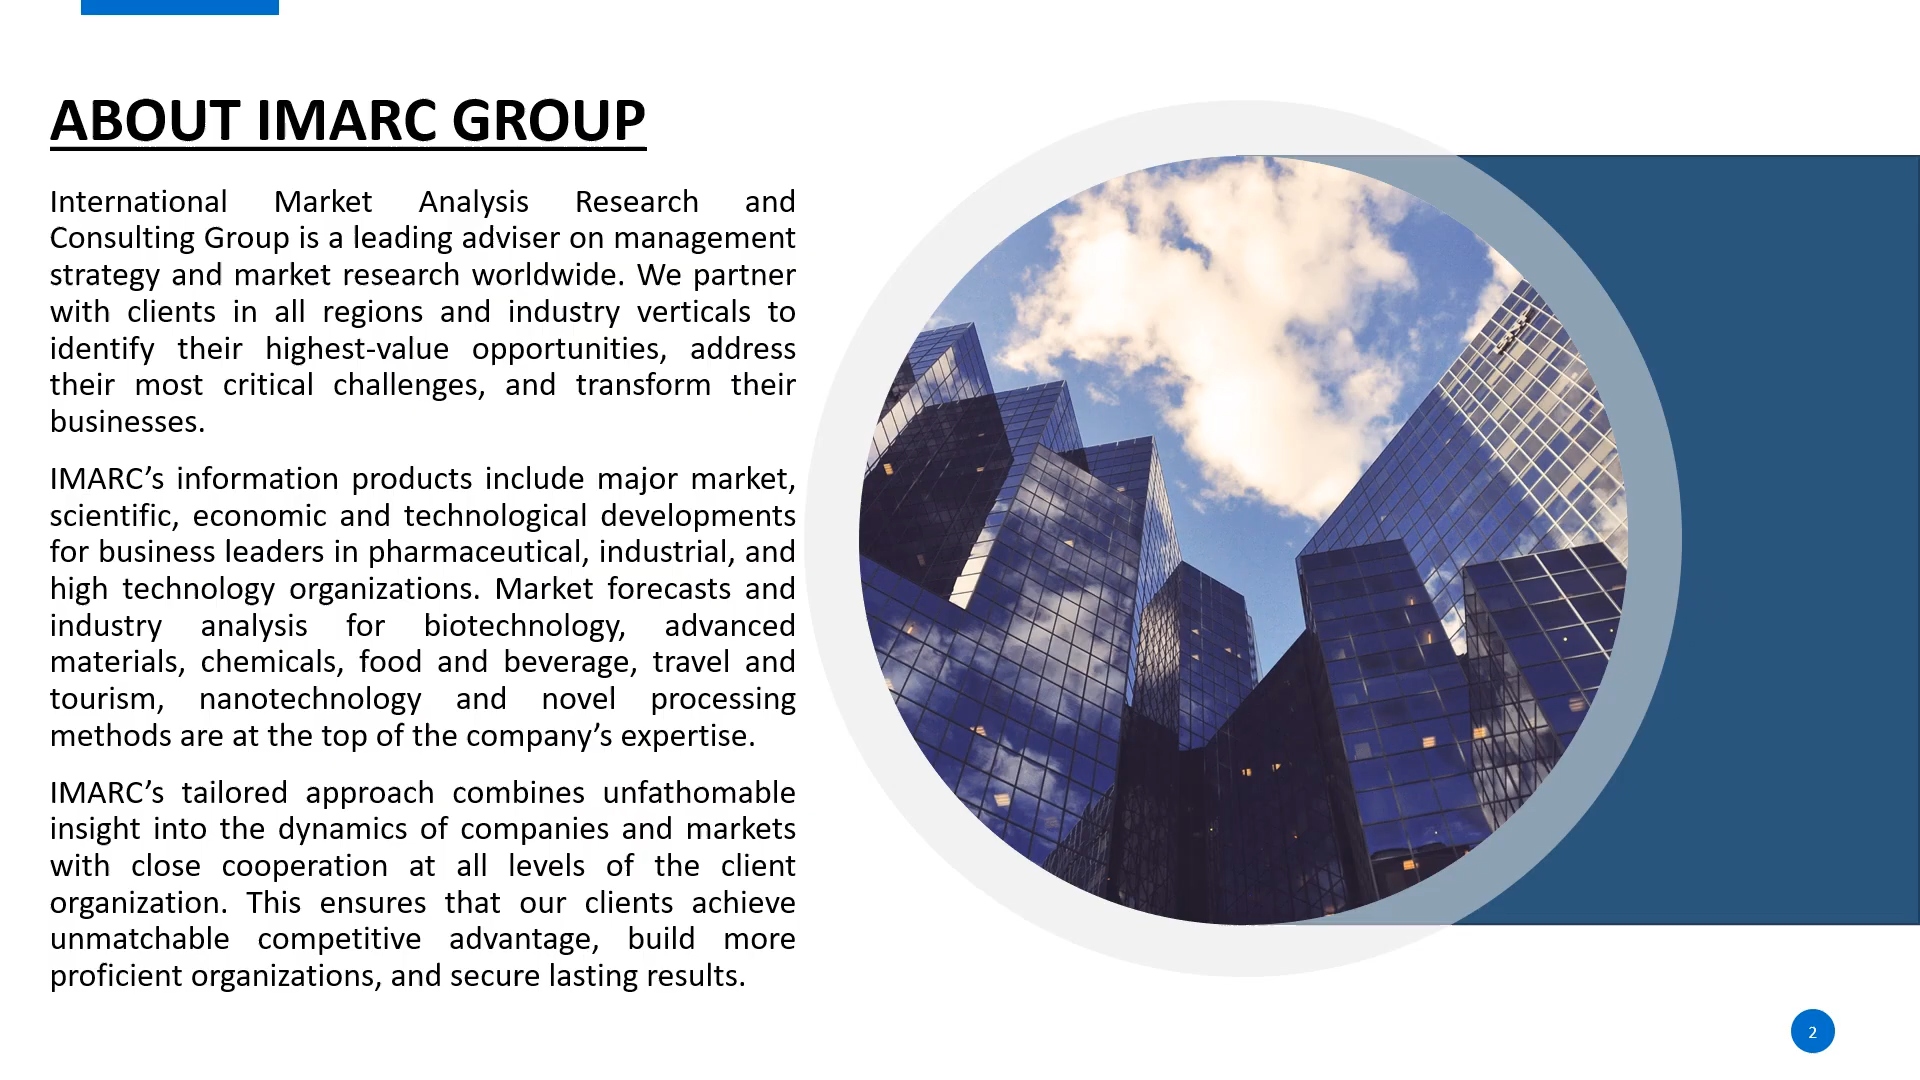 ABOUT IMARC GROUP
International Market Analysis Research and
Consulting Group is a leading adviser on management
strategy and market research worldwide. We partner
with clients in all regions and industry verticals to
identify their highest-value opportunities, address
their most critical challenges, and transform their
businesses.
IMARC’s information products include major market,
scientific, economic and technological developments
for business leaders in pharmaceutical, industrial, and
high technology organizations. Market forecasts and
industry analysis for biotechnology, advanced
materials, chemicals, food and beverage, travel and
tourism, nanotechnology and novel processing
methods are at the top of the company’s expertise.
IMARC’s tailored approach combines unfathomable
insight into the dynamics of companies and markets
with close cooperation at all levels of the client
organization. This ensures that our clients achieve
unmatchable competitive advantage, build more
proficient organizations, and secure lasting results.
2